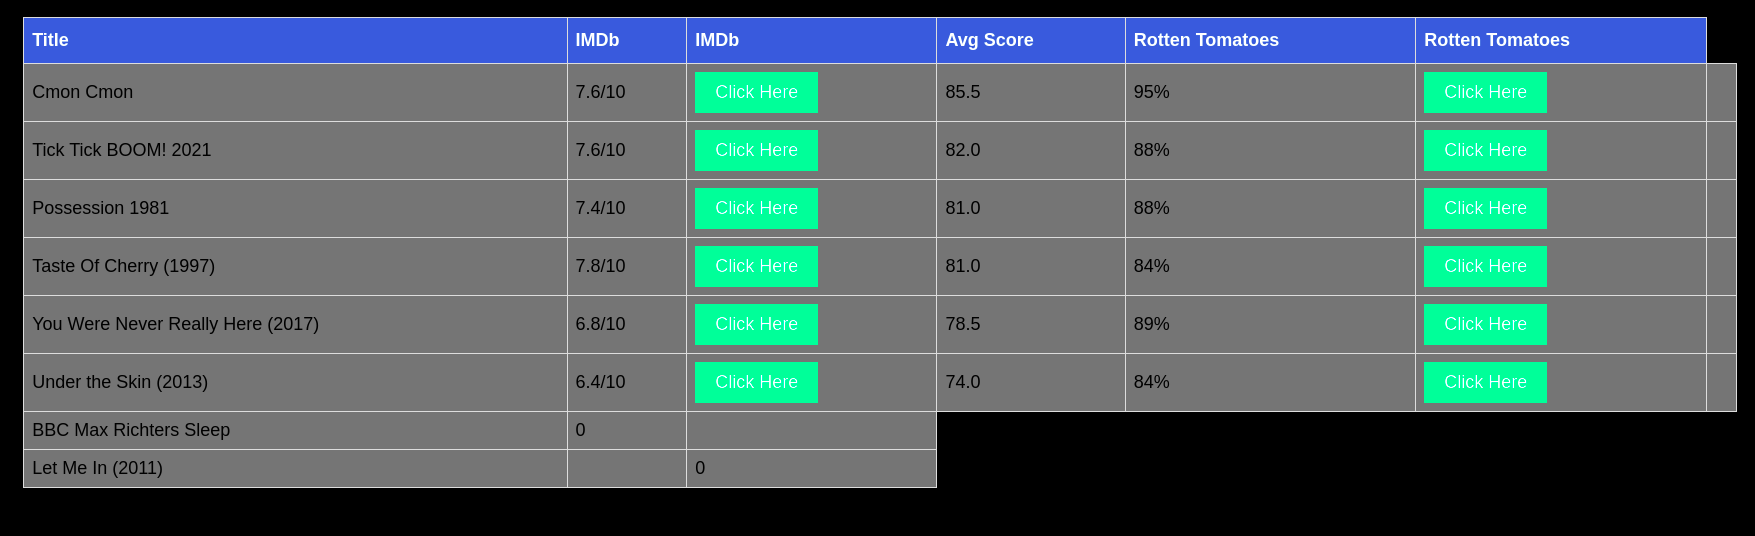 Title IMDb IMDb Avg Score Rotten Tomatoes Rotten Tomatoes
Cmon Cmon 7.6/10 Click Here 85.5 95% Click Here
Tick Tick BOOM! 2021 7.6/10 Click Here 82.0 88% Click Here
Possession 1981 7.4/10 Click Here 81.0 88% Click Here
Taste Of Cherry (1997) 7.8/10 Click Here 81.0 84% Click Here
You Were Never Really Here (2017) 6.8/10 Click Here 78.5 89% Click Here
Under the Skin (2013) 6.4/10 Click Here 74.0 84% Click Here
BBC Max Richters Sleep 0
Let Me In (2011) 0